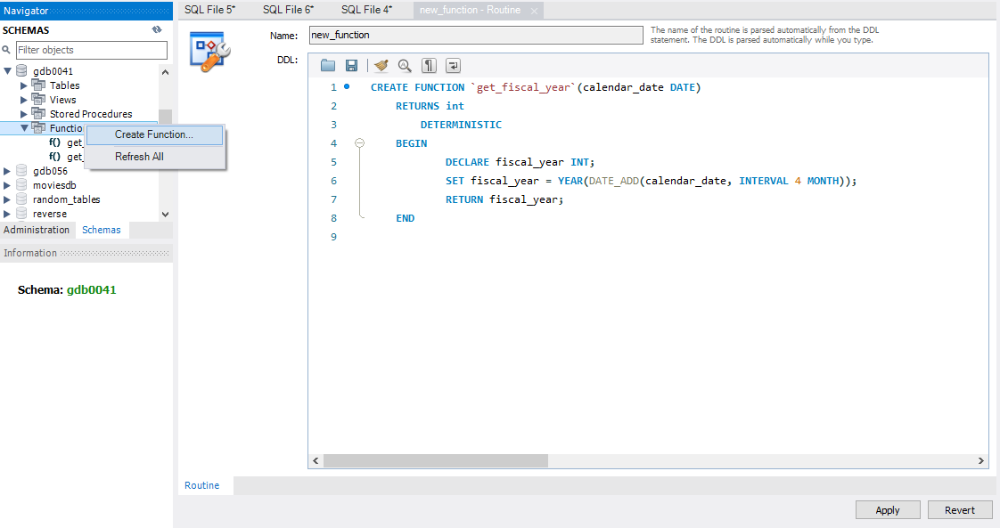 Navigator
SCHEMAS
Filter objects
gdb0041
Tables
Views
Stored Procedures
Create Function...
f() get_
Refresh All
f() get_
gdb056
moviesdb
random_tables
reverse
Administration Schemas
Information
Schema: gdb0041
SQL File 5* SQL File 6* SQL File 4* new_function - Routine
Name: new_function
The name of the routine is parsed automatically from the DDL
statement. The DDL is parsed automatically while you type.
DDL:
1 CREATE FUNCTION `get_fiscal_year`(calendar_date DATE)
2 RETURNS int
3 DETERMINISTIC
4 BEGIN
5 DECLARE fiscal_year INT;
6 SET fiscal_year = YEAR(DATE_ADD(calendar_date, INTERVAL 4 MONTH));
7 RETURN fiscal_year;
8 END
9
Routine
Apply Revert